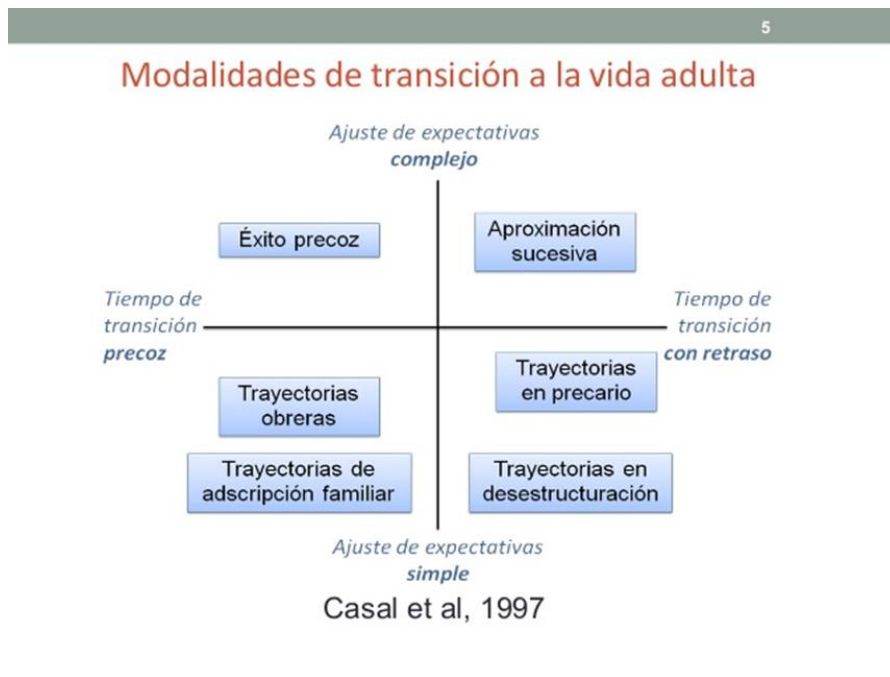 5
Modalidades de transición a la vida adulta
Ajuste de expectativas
complejo
Éxito precoz
Aproximación
sucesiva
Tiempo de
transición
precoz
Tiempo de
transición
con retraso
Trayectorias
obreras
Trayectorias
en precario
Trayectorias de
adscripción familiar
Trayectorias en
desestructuración
Ajuste de expectativas
simple
Casal et al, 1997